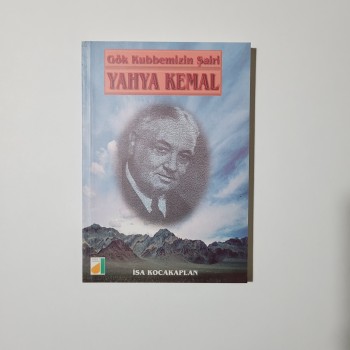 Gök Kubbemizin Şairi
YAHYA KEMAL
İSA KOCAKAPLAN